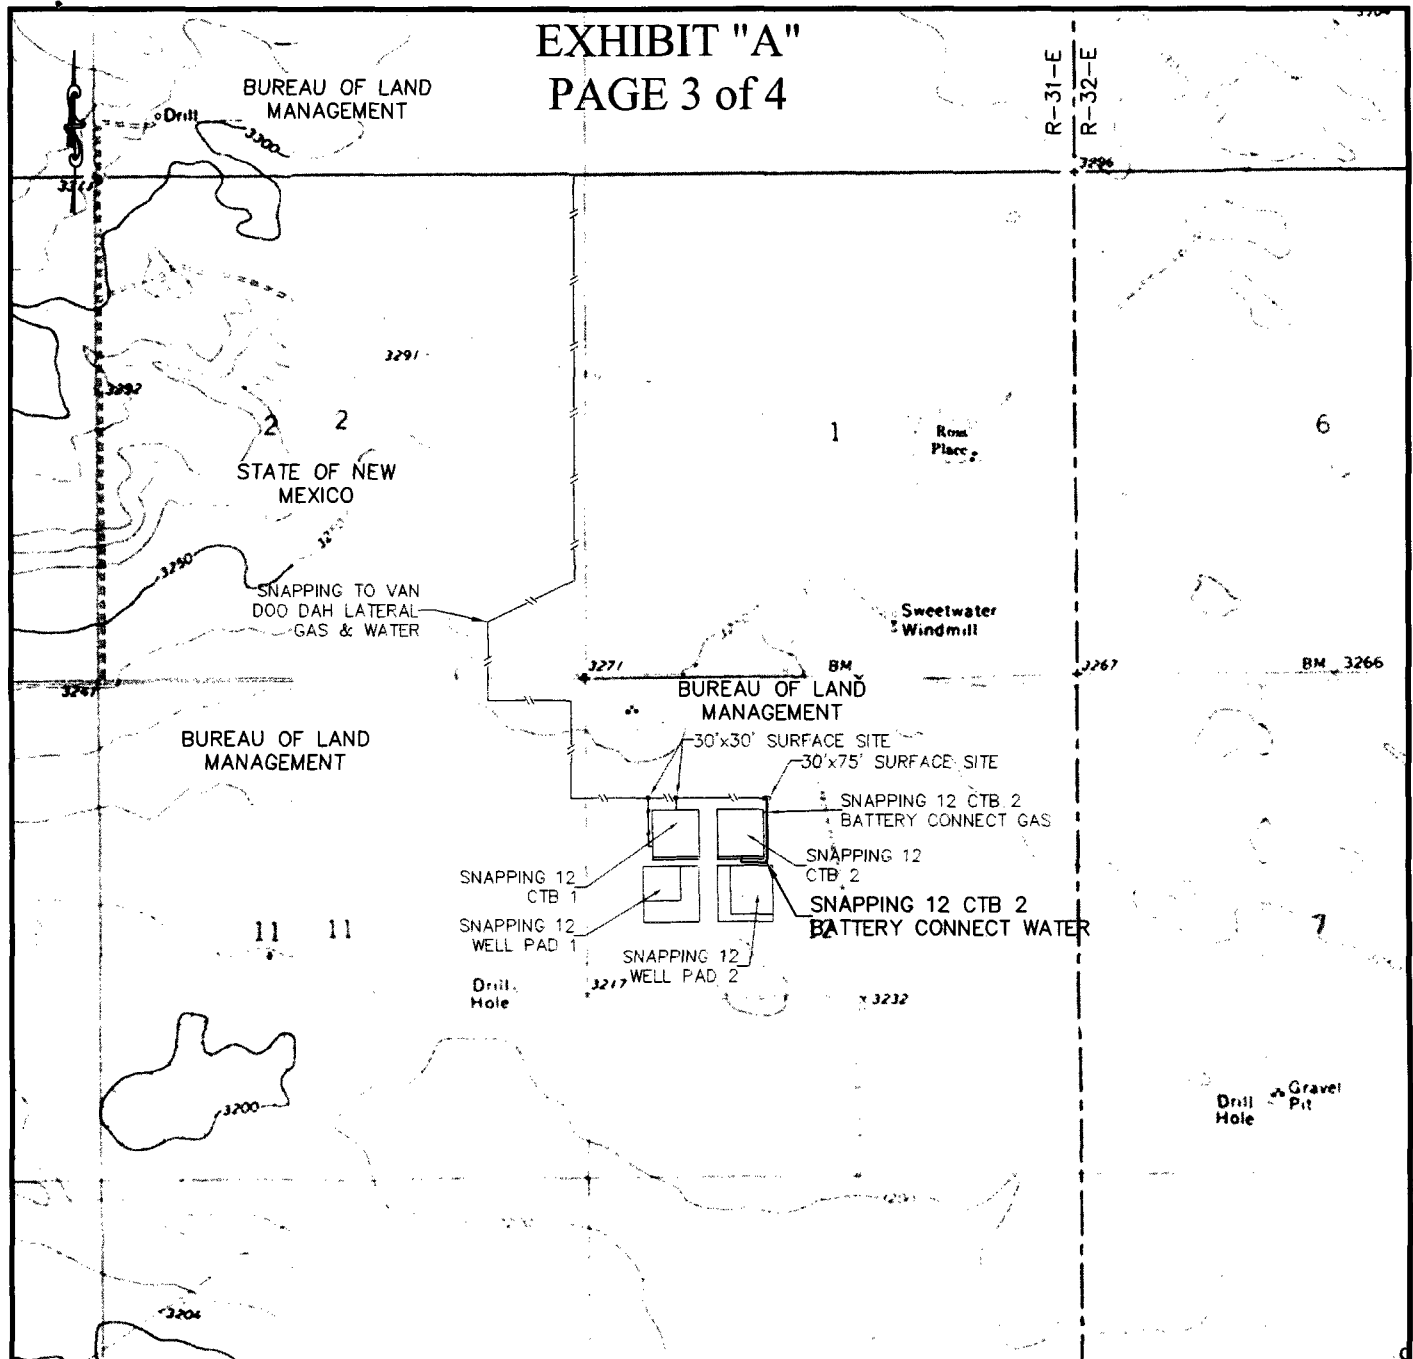 EXHIBIT "A"
PAGE 3 of 4
R-31-E
R-32-E
BUREAU OF LAND
MANAGEMENT
Drill
3300
3296
3291
3292
2
2
1
6
Ross
Place
STATE OF NEW
MEXICO
3250
3250
SNAPPING TO VAN
DOO DAH LATERAL
GAS & WATER
Sweetwater
Windmill
3271
BM
3267
BM 3266
BUREAU OF LAND
MANAGEMENT
BUREAU OF LAND
MANAGEMENT
30'x30' SURFACE SITE
30'x75' SURFACE SITE
SNAPPING 12 CTB 2
BATTERY CONNECT GAS
SNAPPING 12
CTB 2
SNAPPING 12
CTB 1
SNAPPING 12 CTB 2
BATTERY CONNECT WATER
12
SNAPPING 12
WELL PAD 1
SNAPPING 12
WELL PAD 2
11
11
7
Drill
Hole
3217
3232
3200
Drill
Hole
Gravel
Pit
3204